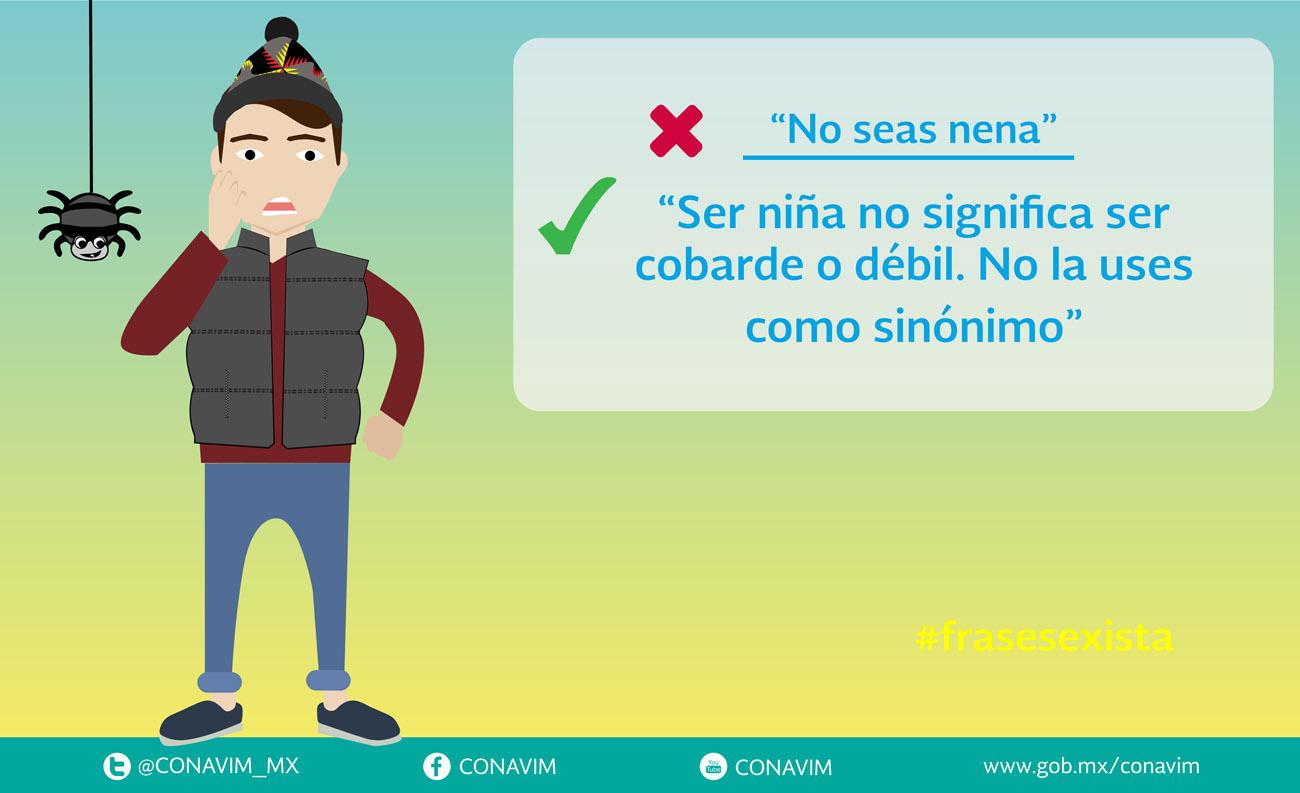 “No seas nena”
“Ser niña no significa ser
cobarde o débil. No la uses
como sinónimo”
#frasesexista
@CONAVIM_MX
CONAVIM
You Tube CONAVIM
www.gob.mx/conavim